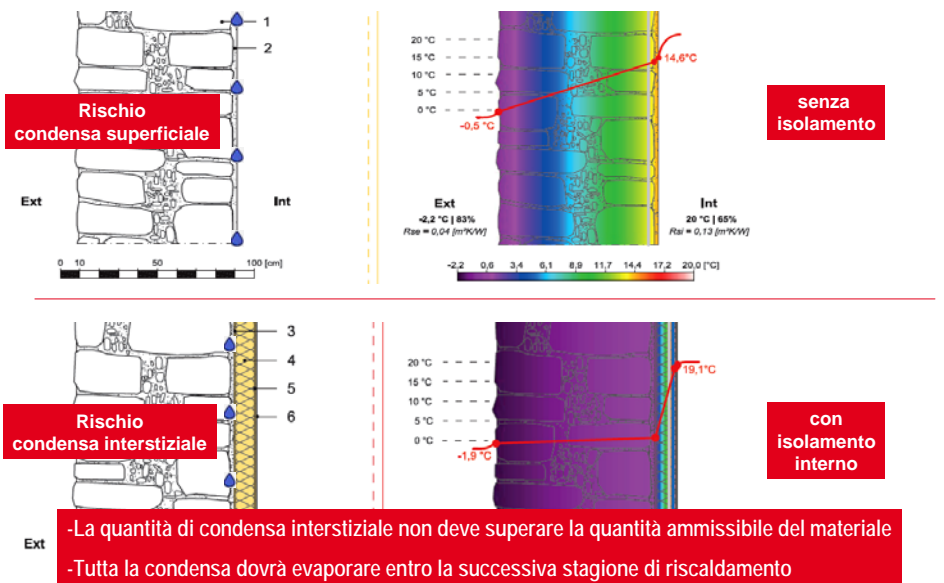 1
2
Rischio
condensa superficiale
Ext
Int
0 10 50 100 [cm]
20 °C
15 °C
10 °C
5 °C
0 °C
14,6°C
-0,5 °C
senza
isolamento
Ext
-2,2 °C | 83%
Rse = 0,04 [m²K/W]
Int
20 °C | 65%
Rsi = 0,13 [m²K/W]
-2,2 0,6 3,4 6,1 8,9 11,7 14,4 17,2 20,0 [°C]
3
4
5
6
Rischio
condensa interstiziale
20 °C
15 °C
10 °C
5 °C
0 °C
19,1°C
-1,9 °C
con
isolamento
interno
Ext
-La quantità di condensa interstiziale non deve superare la quantità ammissibile del materiale
-Tutta la condensa dovrà evaporare entro la successiva stagione di riscaldamento